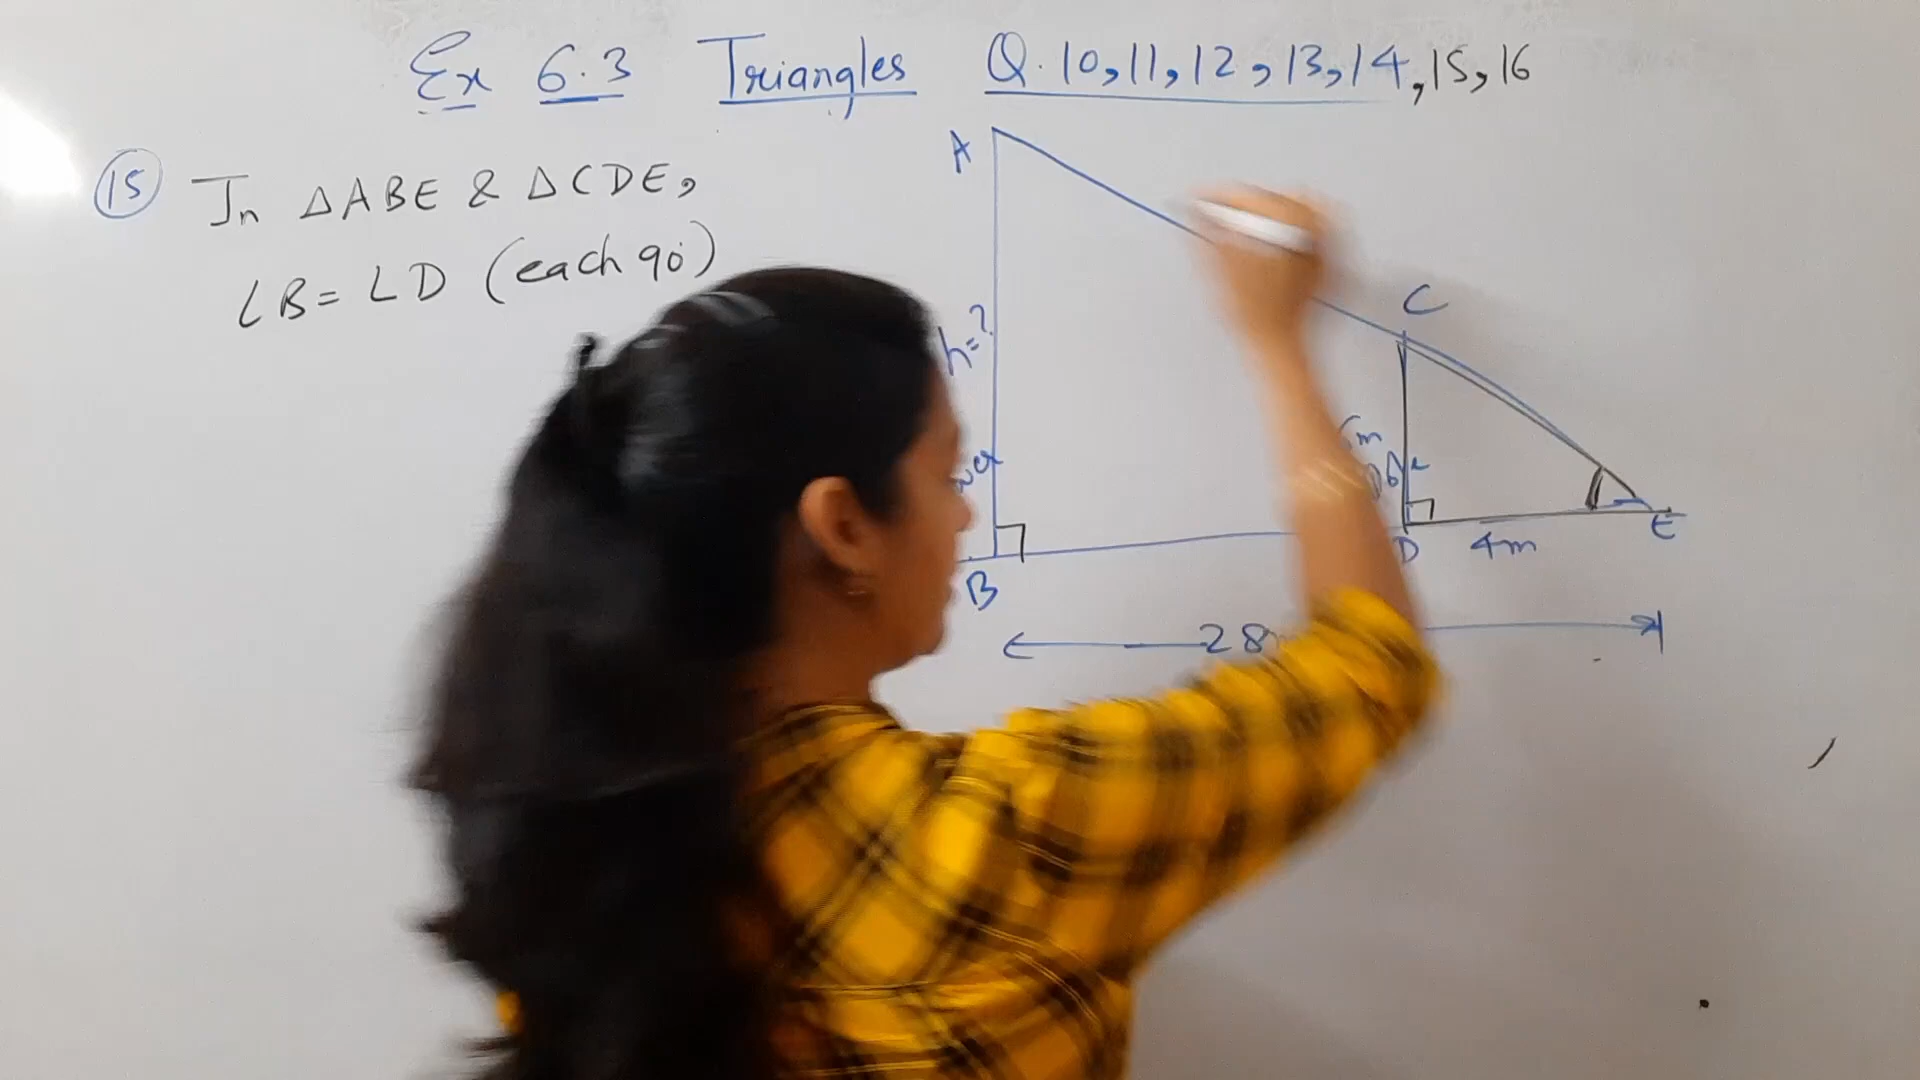 Ex 6.3 Triangles Q. 10,11,12,13,14,15,16
15 In △ABE & △CDE,
∠B = ∠D (each 90°)
A
C
h=?
D
4m
E
B
28